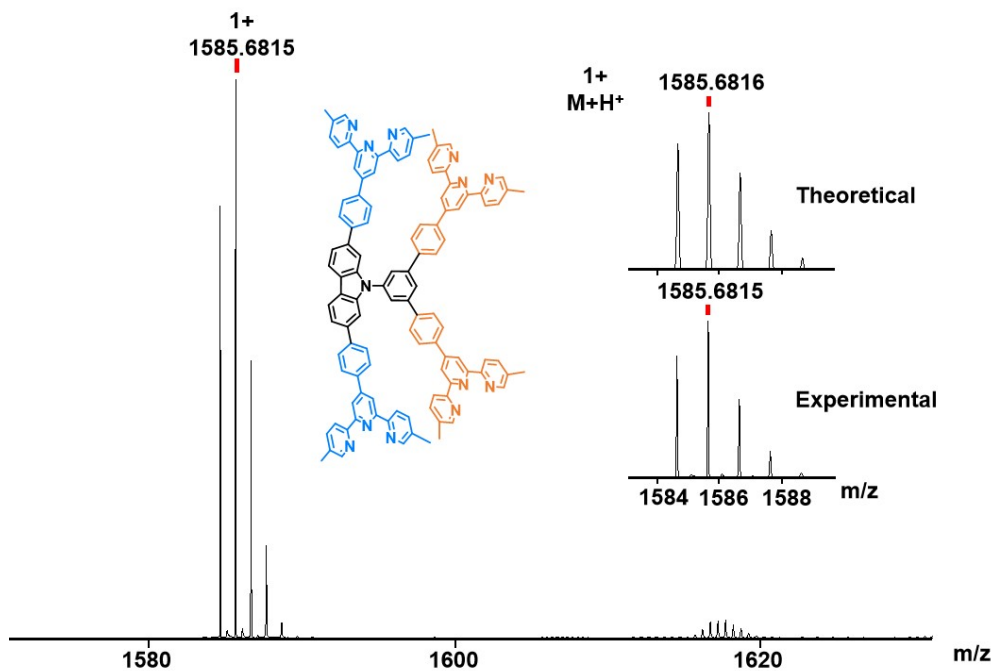 1+
1585.6815
1+
M+H⁺
1585.6816
Theoretical
1585.6815
Experimental
1584 1586 1588 m/z
N
N
N
N
N
N
N
N
N
N
N
N
N
1580 1600 1620 m/z